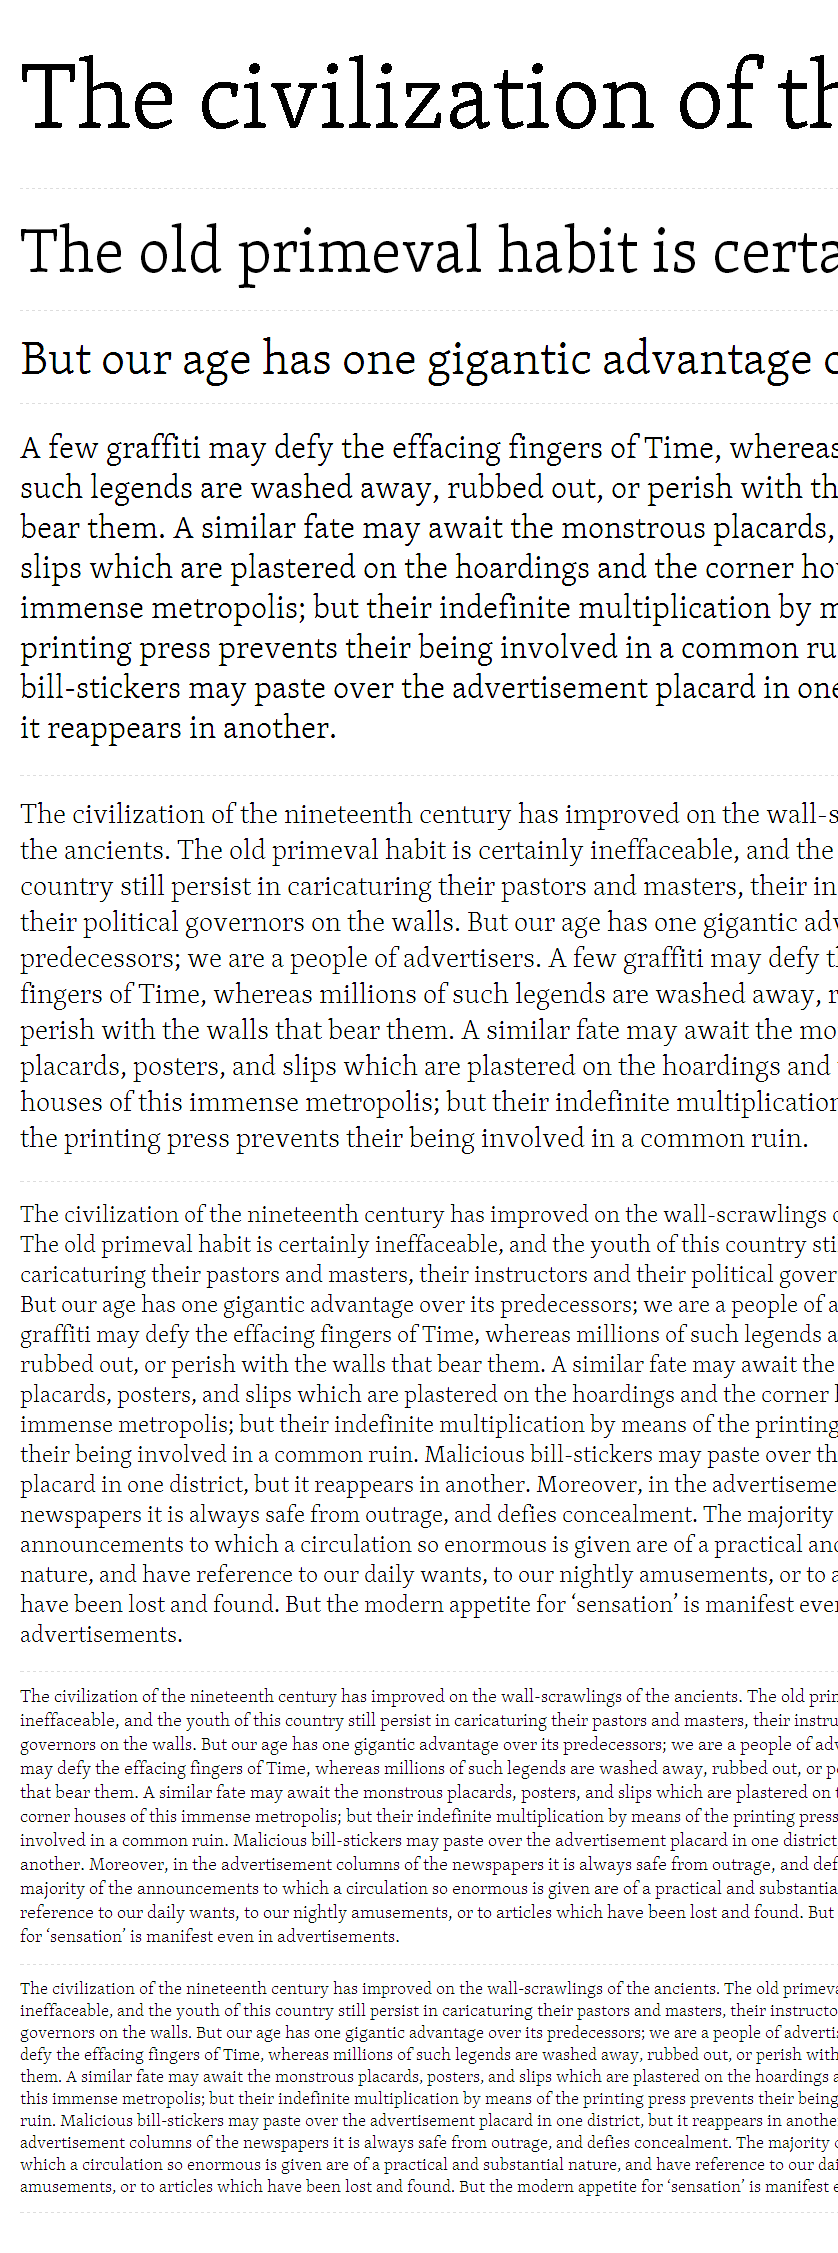 The civilization of th
The old primeval habit is certa
But our age has one gigantic advantage
A few graffiti may defy the effacing fingers of Time, whereas
such legends are washed away, rubbed out, or perish with th
bear them. A similar fate may await the monstrous placards,
slips which are plastered on the hoardings and the corner ho
immense metropolis; but their indefinite multiplication by m
printing press prevents their being involved in a common ru
bill-stickers may paste over the advertisement placard in one
it reappears in another.
The civilization of the nineteenth century has improved on the wall-s
the ancients. The old primeval habit is certainly ineffaceable, and the
country still persist in caricaturing their pastors and masters, their in
their political governors on the walls. But our age has one gigantic adv
predecessors; we are a people of advertisers. A few graffiti may defy t
fingers of Time, whereas millions of such legends are washed away, r
perish with the walls that bear them. A similar fate may await the mo
placards, posters, and slips which are plastered on the hoardings and
houses of this immense metropolis; but their indefinite multiplication
the printing press prevents their being involved in a common ruin.
The civilization of the nineteenth century has improved on the wall-scrawlings
The old primeval habit is certainly ineffaceable, and the youth of this country sti
caricaturing their pastors and masters, their instructors and their political gover
But our age has one gigantic advantage over its predecessors; we are a people of a
graffiti may defy the effacing fingers of Time, whereas millions of such legends a
rubbed out, or perish with the walls that bear them. A similar fate may await the
placards, posters, and slips which are plastered on the hoardings and the corner
immense metropolis; but their indefinite multiplication by means of the printing
their being involved in a common ruin. Malicious bill-stickers may paste over th
placard in one district, but it reappears in another. Moreover, in the advertiseme
newspapers it is always safe from outrage, and defies concealment. The majority
announcements to which a circulation so enormous is given are of a practical and
nature, and have reference to our daily wants, to our nightly amusements, or to a
have been lost and found. But the modern appetite for ‘sensation’ is manifest even
advertisements.
The civilization of the nineteenth century has improved on the wall-scrawlings of the ancients. The old prim
ineffaceable, and the youth of this country still persist in caricaturing their pastors and masters, their instru
governors on the walls. But our age has one gigantic advantage over its predecessors; we are a people of adv
may defy the effacing fingers of Time, whereas millions of such legends are washed away, rubbed out, or pe
that bear them. A similar fate may await the monstrous placards, posters, and slips which are plastered on
corner houses of this immense metropolis; but their indefinite multiplication by means of the printing press
involved in a common ruin. Malicious bill-stickers may paste over the advertisement placard in one district
another. Moreover, in the advertisement columns of the newspapers it is always safe from outrage, and def
majority of the announcements to which a circulation so enormous is given are of a practical and substantia
reference to our daily wants, to our nightly amusements, or to articles which have been lost and found. But
for ‘sensation’ is manifest even in advertisements.
The civilization of the nineteenth century has improved on the wall-scrawlings of the ancients. The old primeva
ineffaceable, and the youth of this country still persist in caricaturing their pastors and masters, their instructo
governors on the walls. But our age has one gigantic advantage over its predecessors; we are a people of adverti
defy the effacing fingers of Time, whereas millions of such legends are washed away, rubbed out, or perish with
them. A similar fate may await the monstrous placards, posters, and slips which are plastered on the hoardings a
this immense metropolis; but their indefinite multiplication by means of the printing press prevents their being
ruin. Malicious bill-stickers may paste over the advertisement placard in one district, but it reappears in anothe
advertisement columns of the newspapers it is always safe from outrage, and defies concealment. The majority
which a circulation so enormous is given are of a practical and substantial nature, and have reference to our dai
amusements, or to articles which have been lost and found. But the modern appetite for ‘sensation’ is manifest e